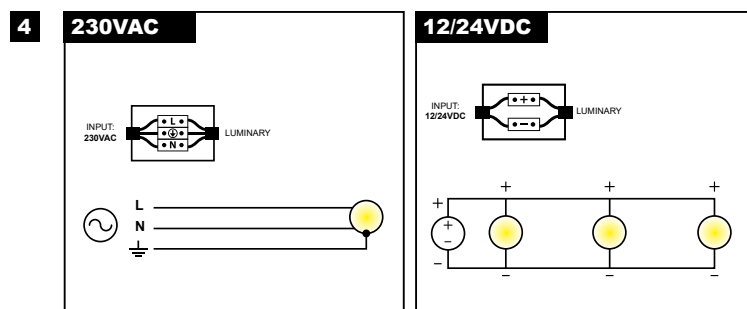 4
230VAC
INPUT:
230VAC
L
N
LUMINARY
L
N
12/24VDC
INPUT:
12/24VDC
+
−
LUMINARY
+ + +
+
+
−
−
− − −